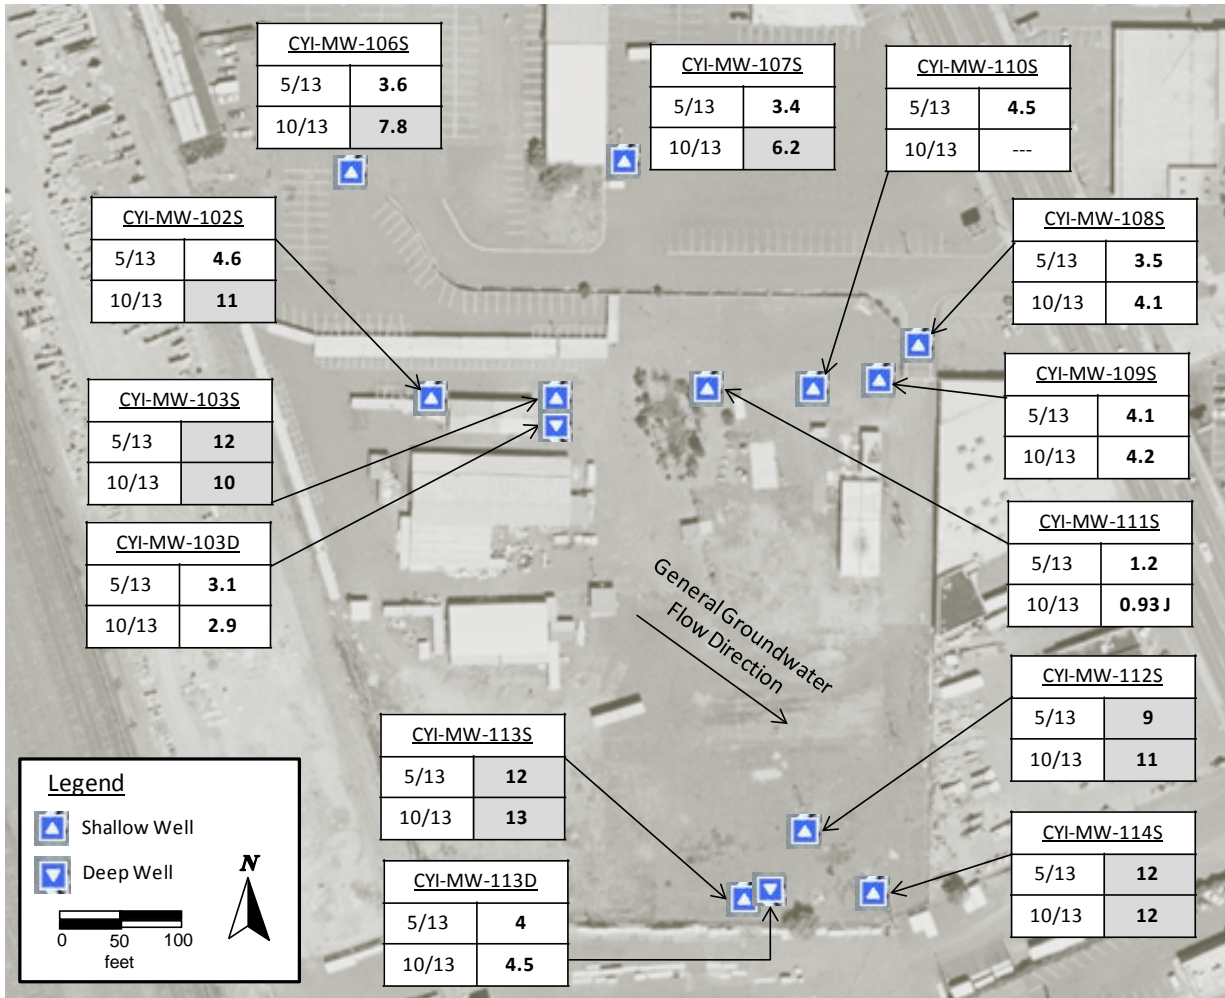 CYI-MW-106S
5/13 3.6
10/13 7.8
CYI-MW-107S
5/13 3.4
10/13 6.2
CYI-MW-110S
5/13 4.5
10/13 ---
CYI-MW-102S
5/13 4.6
10/13 11
CYI-MW-108S
5/13 3.5
10/13 4.1
CYI-MW-103S
5/13 12
10/13 10
CYI-MW-109S
5/13 4.1
10/13 4.2
CYI-MW-103D
5/13 3.1
10/13 2.9
CYI-MW-111S
5/13 1.2
10/13 0.93 J
General Groundwater
Flow Direction
CYI-MW-112S
5/13 9
10/13 11
CYI-MW-113S
5/13 12
10/13 13
CYI-MW-114S
5/13 12
10/13 12
CYI-MW-113D
5/13 4
10/13 4.5
Legend
Shallow Well
Deep Well
N
0 50 100
feet